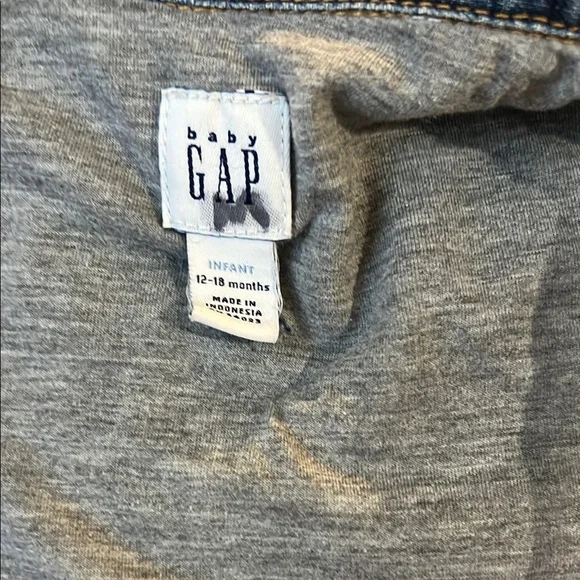 baby
GAP
INFANT
12-18 months
MADE IN
INDONESIA